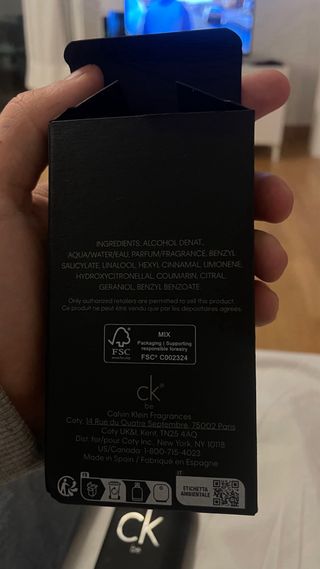 INGREDIENTS: ALCOHOL DENAT.,
AQUA/WATER/EAU, PARFUM/FRAGRANCE, BENZYL
SALICYLATE, LINALOOL, HEXYL CINNAMAL, LIMONENE,
HYDROXYCITRONELLAL, COUMARIN, CITRAL,
GERANIOL, BENZYL BENZOATE.
Only authorized retailers are permitted to sell this product.
Ce produit ne peut être vendu que par les dépositaires agréés.
FSC
MIX
Packaging | Supporting
responsible forestry
FSC® C002324
ck
be
Calvin Klein Fragrances
Coty, 14 Rue du Quatre Septembre, 75002 Paris
Coty UK&I. Kent, TN25 4AQ
Dist. for/pour Coty Inc. New York, NY 10118
US/Canada: 1-800-715-4023
Made in Spain / Fabriqué en Espagne
FR
IT
ETICHETTA
AMBIENTALE
ck
be